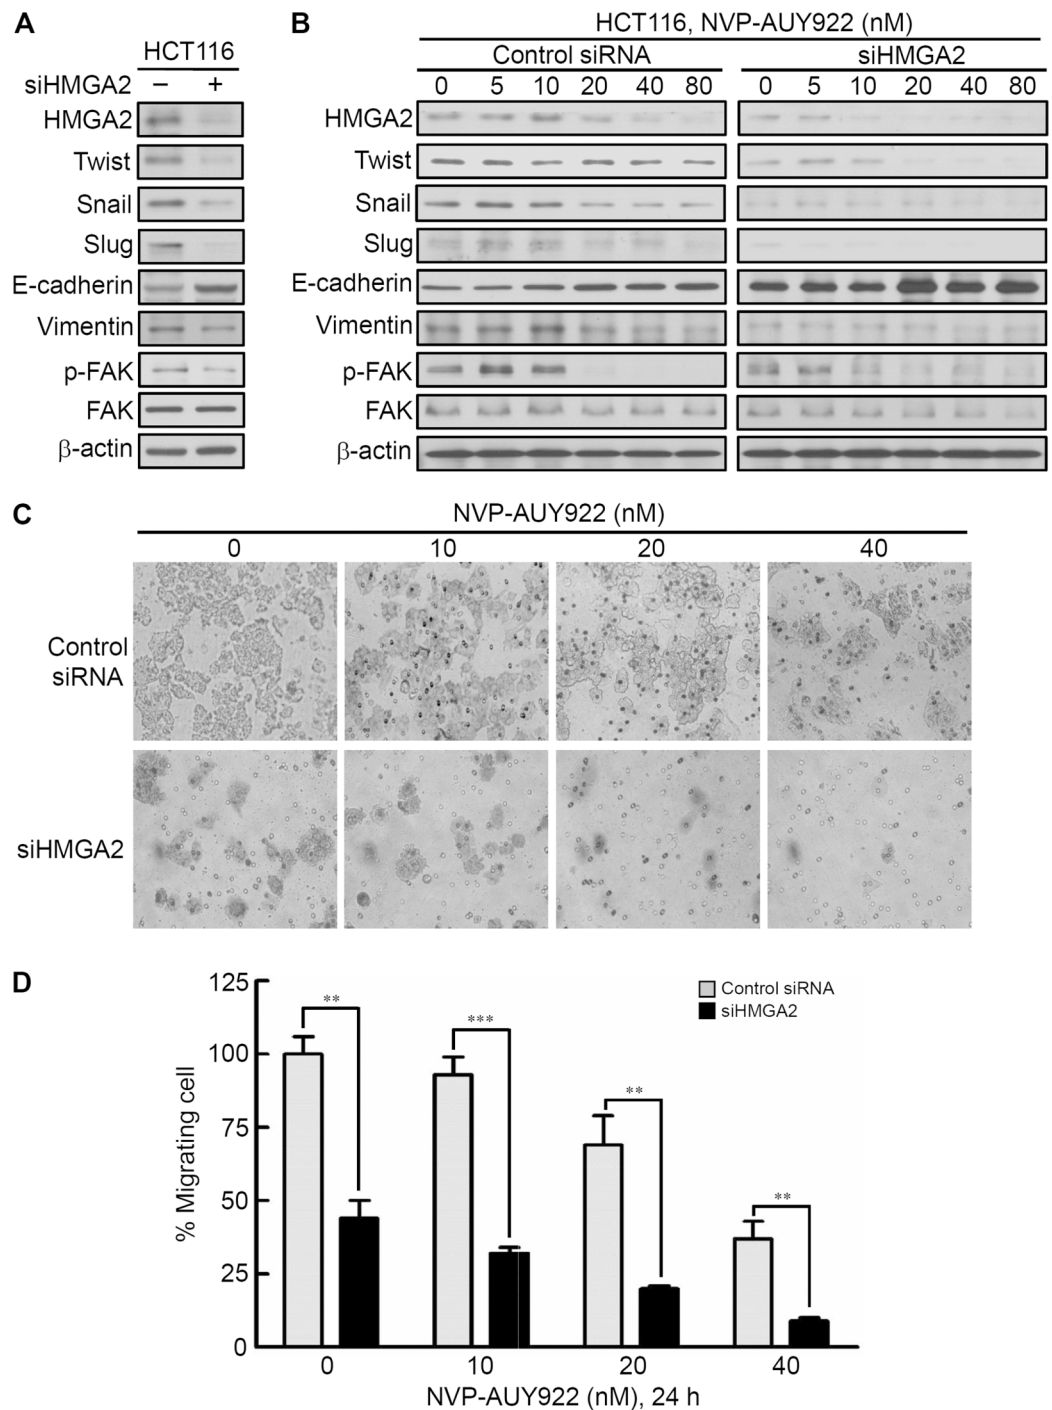 A
HCT116
siHMGA2 – +
HMGA2
Twist
Snail
Slug
E-cadherin
Vimentin
p-FAK
FAK
β-actin
B
HCT116, NVP-AUY922 (nM)
Control siRNA siHMGA2
0 5 10 20 40 80 0 5 10 20 40 80
HMGA2
Twist
Snail
Slug
E-cadherin
Vimentin
p-FAK
FAK
β-actin
C
NVP-AUY922 (nM)
0 10 20 40
Control
siRNA
siHMGA2
D
125
100
75
50
25
0
% Migrating cell
** *** ** **
Control siRNA
siHMGA2
0 10 20 40
NVP-AUY922 (nM), 24 h